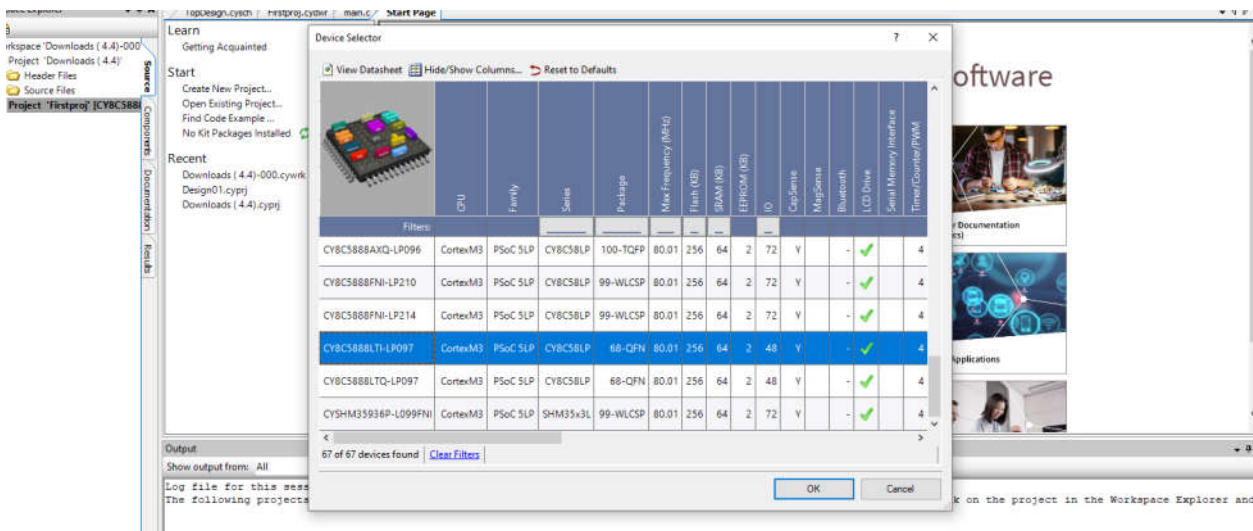 TopDesign.cysch Firstproj.cydwr main.c Start Page
Workspace 'Downloads ( 4.4)-000'
Project 'Downloads ( 4.4)'
Header Files
Source Files
Project 'Firstproj' [CY8C588
Source
Components
Documentation
Results
Learn
Getting Acquainted
Start
Create New Project...
Open Existing Project...
Find Code Example ...
No Kit Packages Installed
Recent
Downloads ( 4.4)-000.cywrk
Design01.cyprj
Downloads ( 4.4).cyprj
Device Selector ? ×
View Datasheet Hide/Show Columns... Reset to Defaults
CPU Family Series Package Max Frequency (MHz) Flash (KB) SRAM (KB) EEPROM (KB) IO CapSense MagSense Bluetooth LCD Drive Serial Memory Interface Timer/Counter/PWM
Filters:
CY8C5888AXQ-LP096 CortexM3 PSoC 5LP CY8C58LP 100-TQFP 80.01 256 64 2 72 Y - 4
CY8C5888FNI-LP210 CortexM3 PSoC 5LP CY8C58LP 99-WLCSP 80.01 256 64 2 72 Y - 4
CY8C5888FNI-LP214 CortexM3 PSoC 5LP CY8C58LP 99-WLCSP 80.01 256 64 2 72 Y - 4
CY8C5888LTI-LP097 CortexM3 PSoC 5LP CY8C58LP 68-QFN 80.01 256 64 2 48 Y - 4
CY8C5888LTQ-LP097 CortexM3 PSoC 5LP CY8C58LP 68-QFN 80.01 256 64 2 48 Y - 4
CYSHM35936P-L099FNI CortexM3 PSoC 5LP SHM35x3L 99-WLCSP 80.01 256 64 2 72 Y - 4
67 of 67 devices found Clear Filters
OK Cancel
oftware
Documentation
Applications
Output
Show output from: All
Log file for this sess
The following projects
k on the project in the Workspace Explorer and